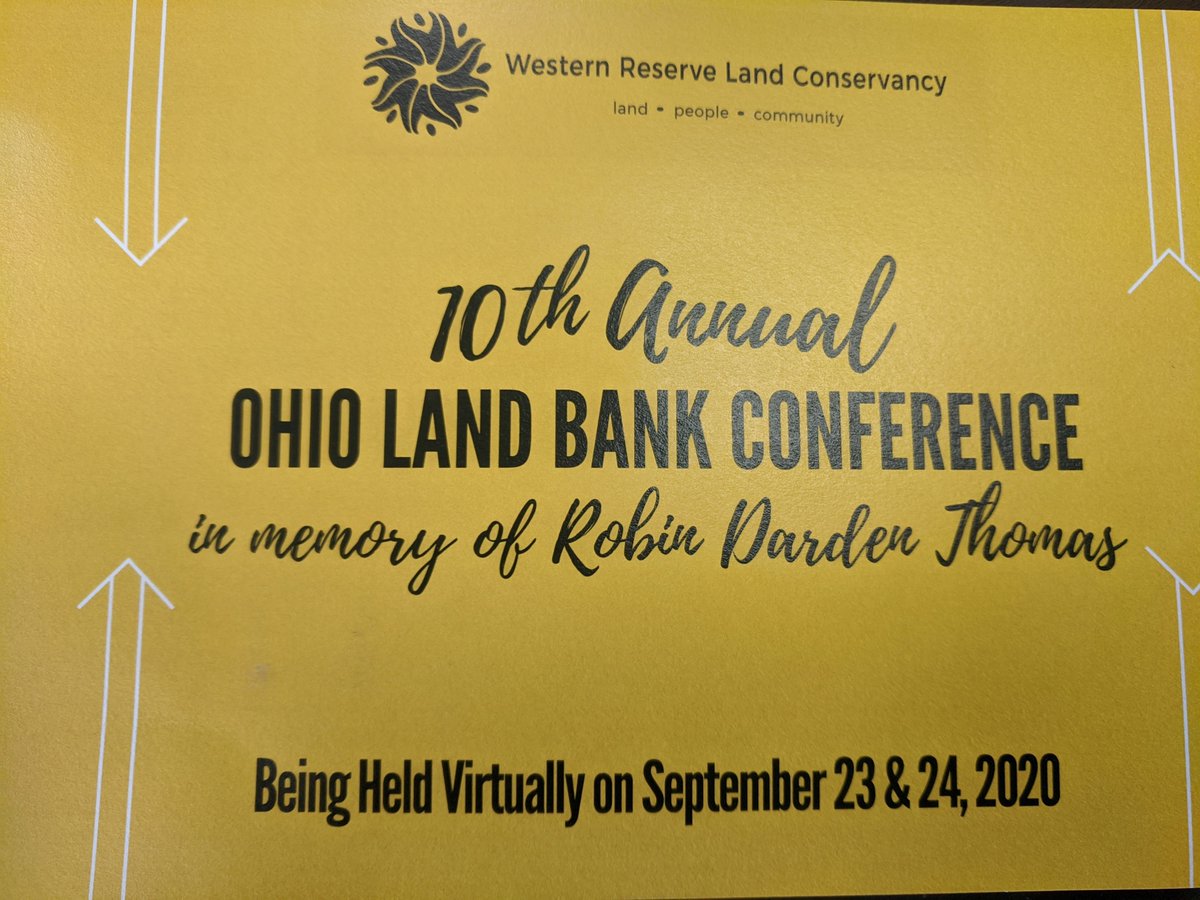 Western Reserve Land Conservancy
land • people • community
10th Annual
OHIO LAND BANK CONFERENCE
in memory of Robin Darden Thomas
Being Held Virtually on September 23 & 24, 2020